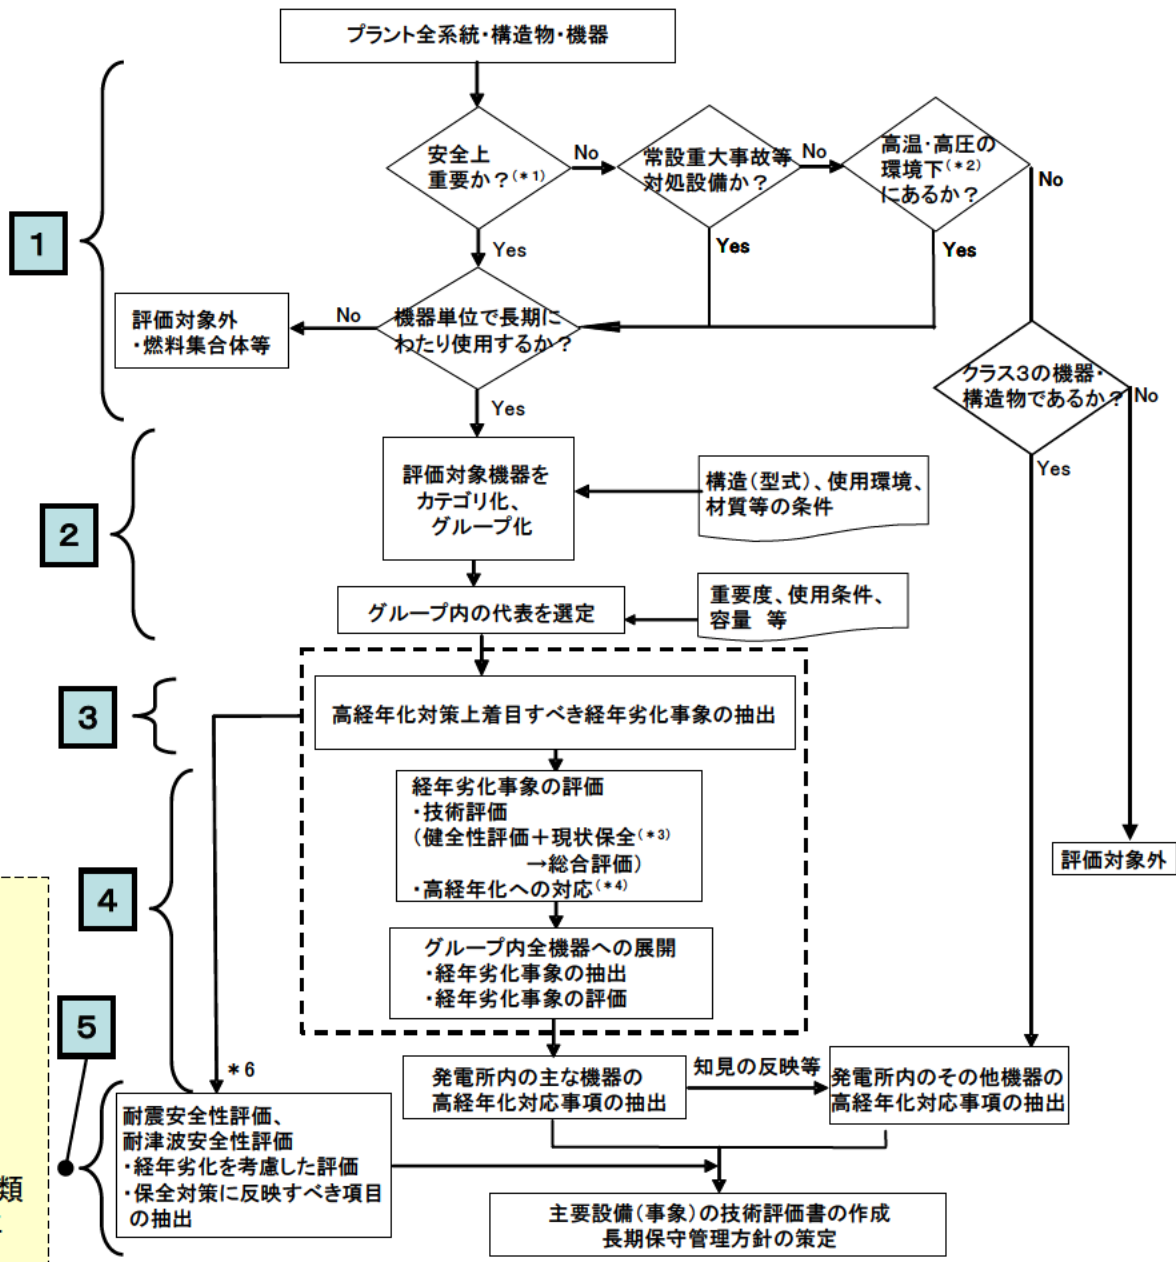 プラント全系統・構造物・機器
1
安全上
重要か?(*1)
No
常設重大事故等
対処設備か?
No
高温・高圧の
環境下(*2)
にあるか?
No
Yes
Yes
Yes
評価対象外
・燃料集合体等
No
機器単位で長期に
わたり使用するか?
クラス3の機器・
構造物であるか?
No
Yes
Yes
2
評価対象機器を
カテゴリ化、
グループ化
構造(型式)、使用環境、
材質等の条件
グループ内の代表を選定
重要度、使用条件、
容量 等
3
高経年化対策上着目すべき経年劣化事象の抽出
4
経年劣化事象の評価
・技術評価
(健全性評価+現状保全(*3)
→総合評価)
・高経年化への対応(*4)
評価対象外
グループ内全機器への展開
・経年劣化事象の抽出
・経年劣化事象の評価
5
*6
発電所内の主な機器の
高経年化対応事項の抽出
知見の反映等
発電所内のその他機器の
高経年化対応事項の抽出
耐震安全性評価、
耐津波安全性評価
・経年劣化を考慮した評価
・保全対策に反映すべき項目
の抽出
類
主要設備(事象)の技術評価書の作成
長期保守管理方針の策定